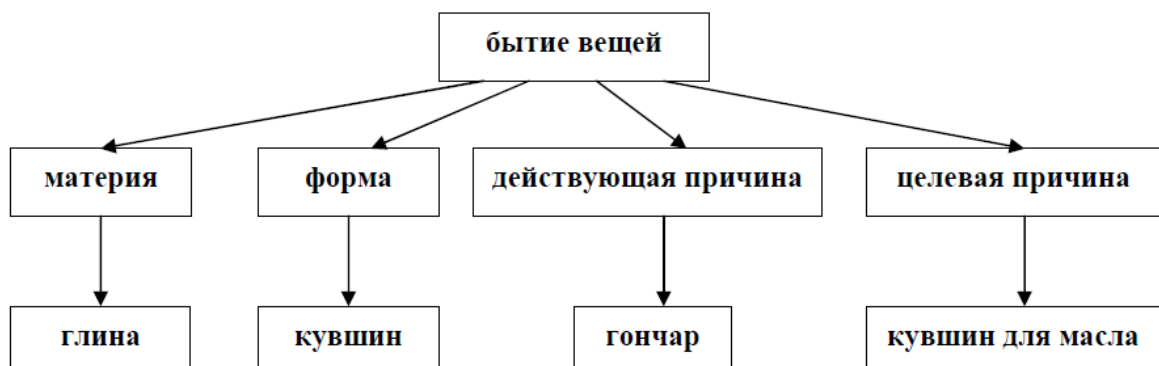 бытие вещей
материя
форма
действующая причина
целевая причина
глина
кувшин
гончар
кувшин для масла